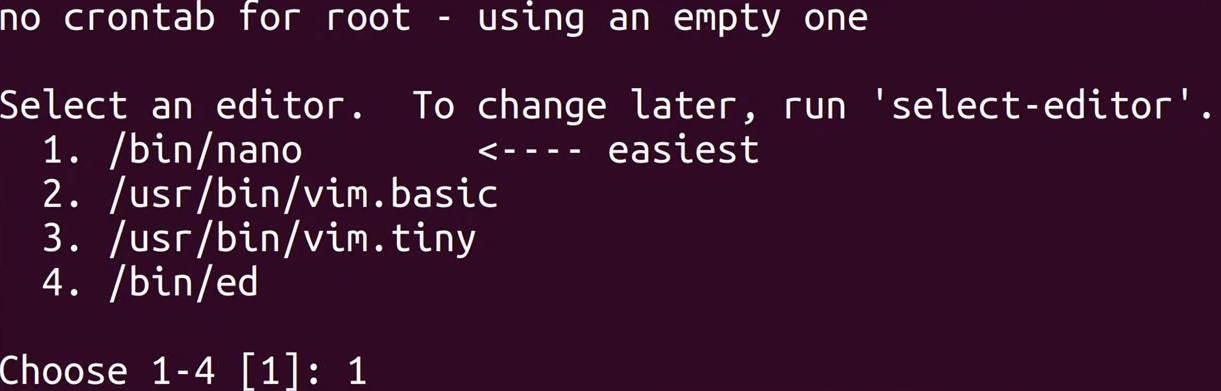 no crontab for root - using an empty one
Select an editor.  To change later, run 'select-editor'.
  1. /bin/nano        <---- easiest
  2. /usr/bin/vim.basic
  3. /usr/bin/vim.tiny
  4. /bin/ed
Choose 1-4 [1]: 1